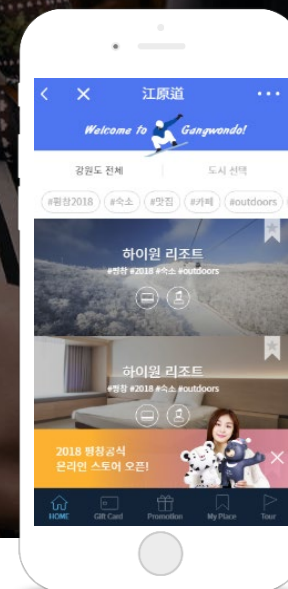 江原道
Welcome to Gangwondo!
강원도 전체 도시 선택
#평창2018 #숙소 #맛집 #카페 #outdoors
하이원 리조트
#평창 #2018 #숙소 #outdoors
하이원 리조트
#평창 #2018 #숙소 #outdoors
2018 평창공식
온라인 스토어 오픈!
HOME Gift Card Promotion My Place Tour